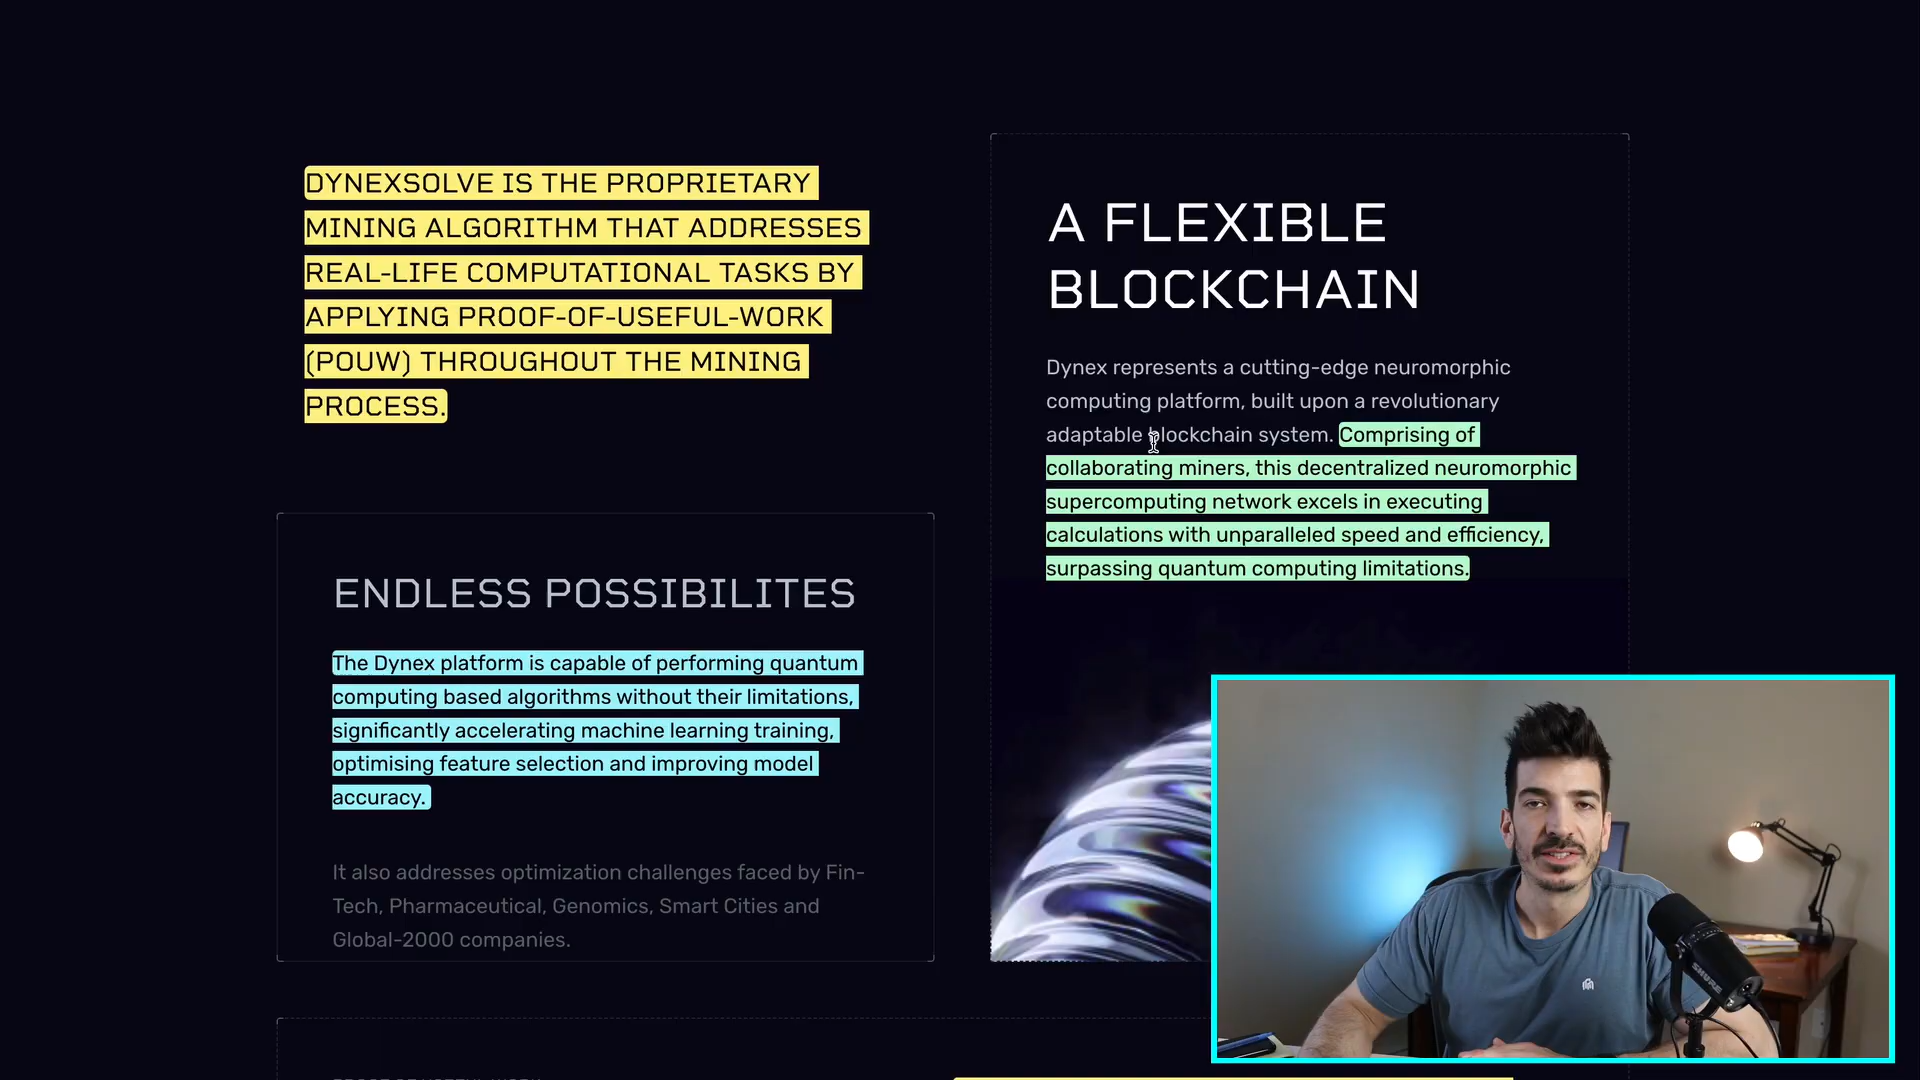 DYNEXSOLVE IS THE PROPRIETARY
MINING ALGORITHM THAT ADDRESSES
REAL-LIFE COMPUTATIONAL TASKS BY
APPLYING PROOF-OF-USEFUL-WORK
(POUW) THROUGHOUT THE MINING
PROCESS.
ENDLESS POSSIBILITES
The Dynex platform is capable of performing quantum
computing based algorithms without their limitations,
significantly accelerating machine learning training,
optimising feature selection and improving model
accuracy.
It also addresses optimization challenges faced by Fin-
Tech, Pharmaceutical, Genomics, Smart Cities and
Global-2000 companies.
A FLEXIBLE
BLOCKCHAIN
Dynex represents a cutting-edge neuromorphic
computing platform, built upon a revolutionary
adaptable blockchain system. Comprising of
collaborating miners, this decentralized neuromorphic
supercomputing network excels in executing
calculations with unparalleled speed and efficiency,
surpassing quantum computing limitations.
SHURE